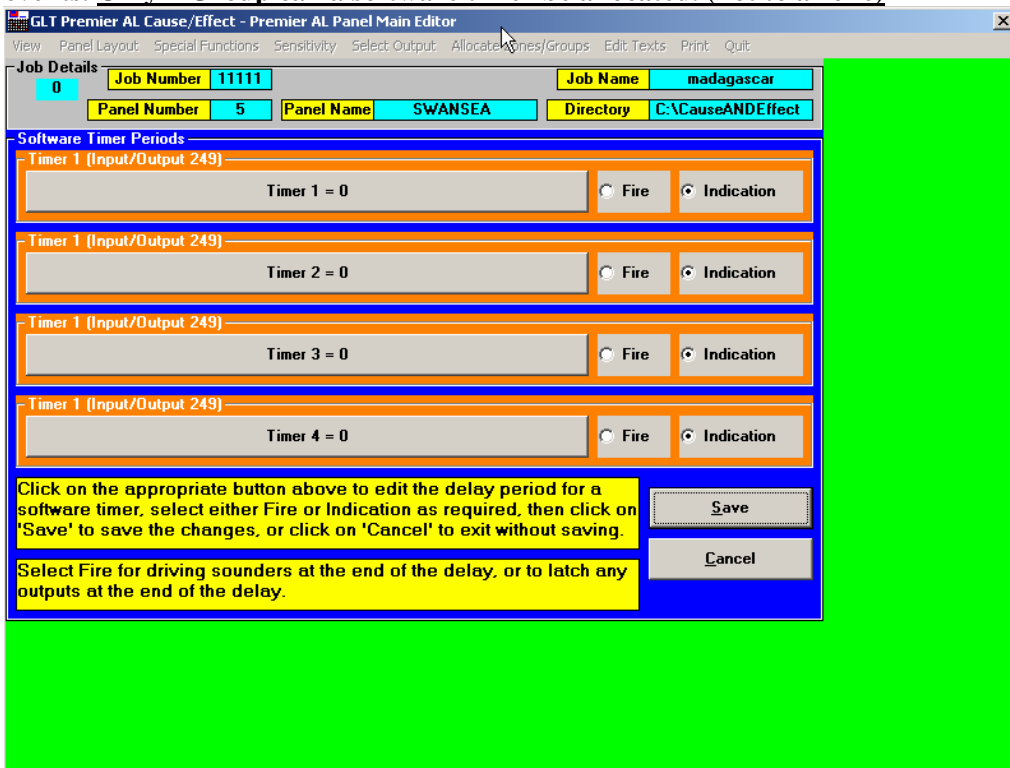 GLT Premier AL Cause/Effect - Premier AL Panel Main Editor
View Panel Layout Special Functions Sensitivity Select Output Allocate Zones/Groups Edit Texts Print Quit
Job Details
0
Job Number 11111
Job Name madagascar
Panel Number 5
Panel Name SWANSEA
Directory C:\CauseANDEffect
Software Timer Periods
Timer 1 (Input/Output 249)
Timer 1 = 0
Fire
Indication
Timer 1 (Input/Output 249)
Timer 2 = 0
Fire
Indication
Timer 1 (Input/Output 249)
Timer 3 = 0
Fire
Indication
Timer 1 (Input/Output 249)
Timer 4 = 0
Fire
Indication
Click on the appropriate button above to edit the delay period for a
software timer, select either Fire or Indication as required, then click on
'Save' to save the changes, or click on 'Cancel' to exit without saving.
Save
Cancel
Select Fire for driving sounders at the end of the delay, or to latch any
outputs at the end of the delay.